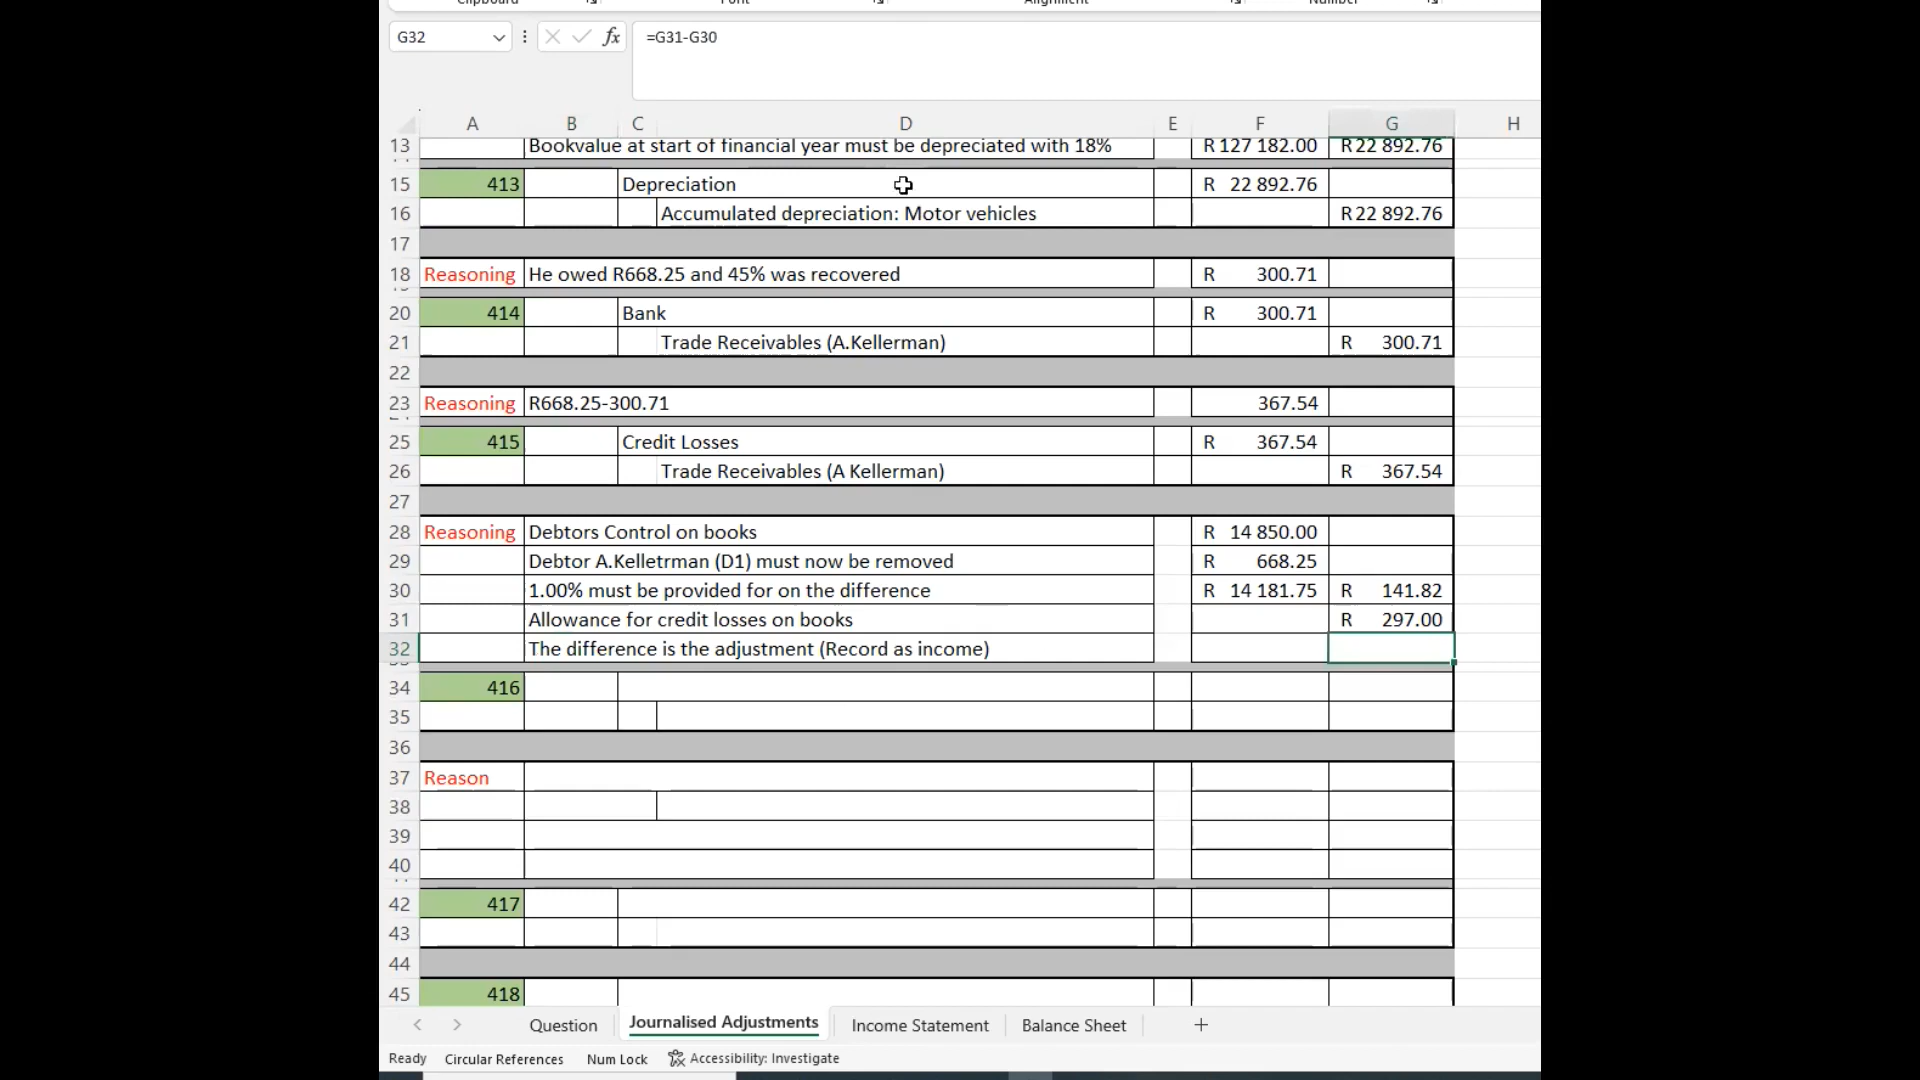 Clipboard Font Alignment Number
G32 fx =G31-G30
A B C D E F G H
13 Bookvalue at start of financial year must be depreciated with 18% R 127 182.00 R 22 892.76
15 413 Depreciation R 22 892.76
16 Accumulated depreciation: Motor vehicles R 22 892.76
17
18 Reasoning He owed R668.25 and 45% was recovered R 300.71
20 414 Bank R 300.71
21 Trade Receivables (A.Kellerman) R 300.71
22
23 Reasoning R668.25-300.71 367.54
25 415 Credit Losses R 367.54
26 Trade Receivables (A Kellerman) R 367.54
27
28 Reasoning Debtors Control on books R 14 850.00
29 Debtor A.Kelletrman (D1) must now be removed R 668.25
30 1.00% must be provided for on the difference R 14 181.75 R 141.82
31 Allowance for credit losses on books R 297.00
32 The difference is the adjustment (Record as income)
34 416
35
36
37 Reason
38
39
40
42 417
43
44
45 418
Question Journalised Adjustments Income Statement Balance Sheet
Ready Circular References Num Lock Accessibility: Investigate